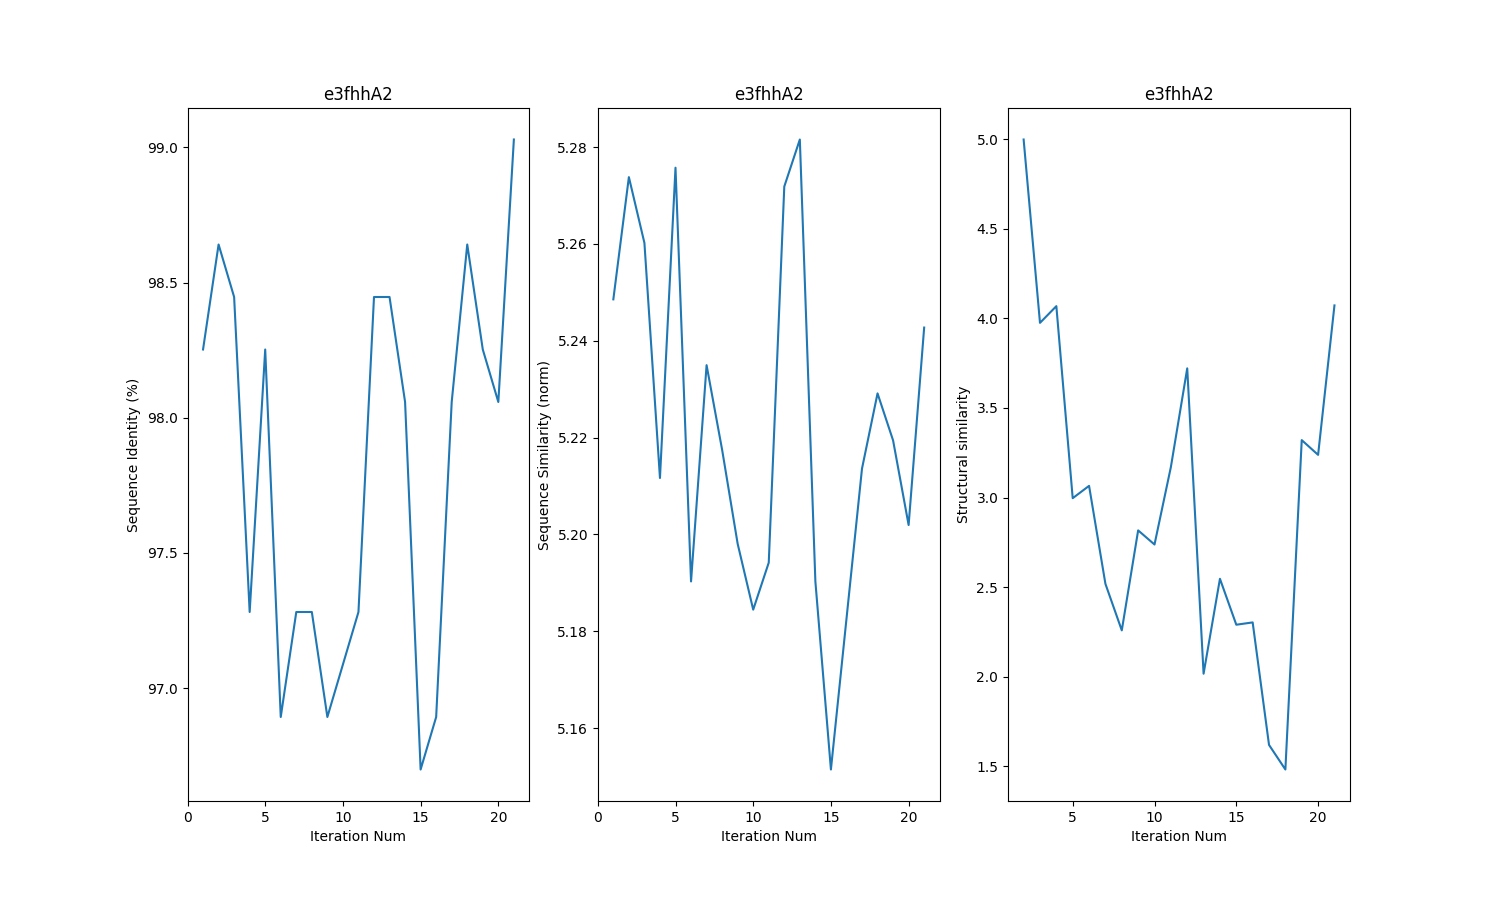 e3fhhA2
Sequence Identity (%)
99.0
98.5
98.0
97.5
97.0
0 5 10 15 20
Iteration Num
e3fhhA2
Sequence Similarity (norm)
5.28
5.26
5.24
5.22
5.20
5.18
5.16
0 5 10 15 20
Iteration Num
e3fhhA2
Structural similarity
5.0
4.5
4.0
3.5
3.0
2.5
2.0
1.5
5 10 15 20
Iteration Num